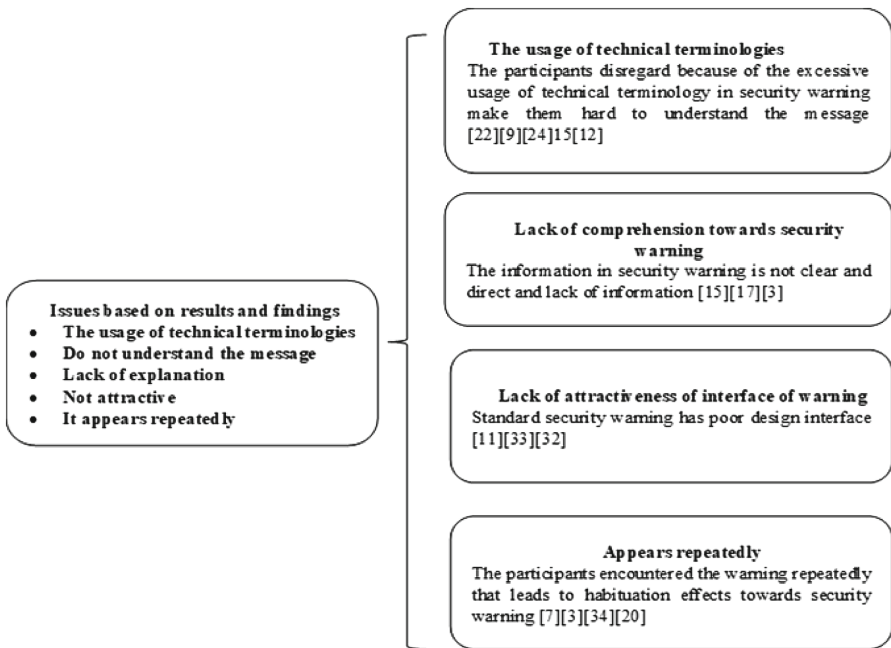 Issues based on results and findings
• The usage of technical terminologies
• Do not understand the message
• Lack of explanation
• Not attractive
• It appears repeatedly
The usage of technical terminologies
The participants disregard because of the excessive
usage of technical terminology in security warning
make them hard to understand the message
[22][9][24]15[12]
Lack of comprehension towards security
warning
The information in security warning is not clear and
direct and lack of information [15][17][3]
Lack of attractiveness of interface of warning
Standard security warning has poor design interface
[11][33][32]
Appears repeatedly
The participants encountered the warning repeatedly
that leads to habituation effects towards security
warning [7][3][34][20]